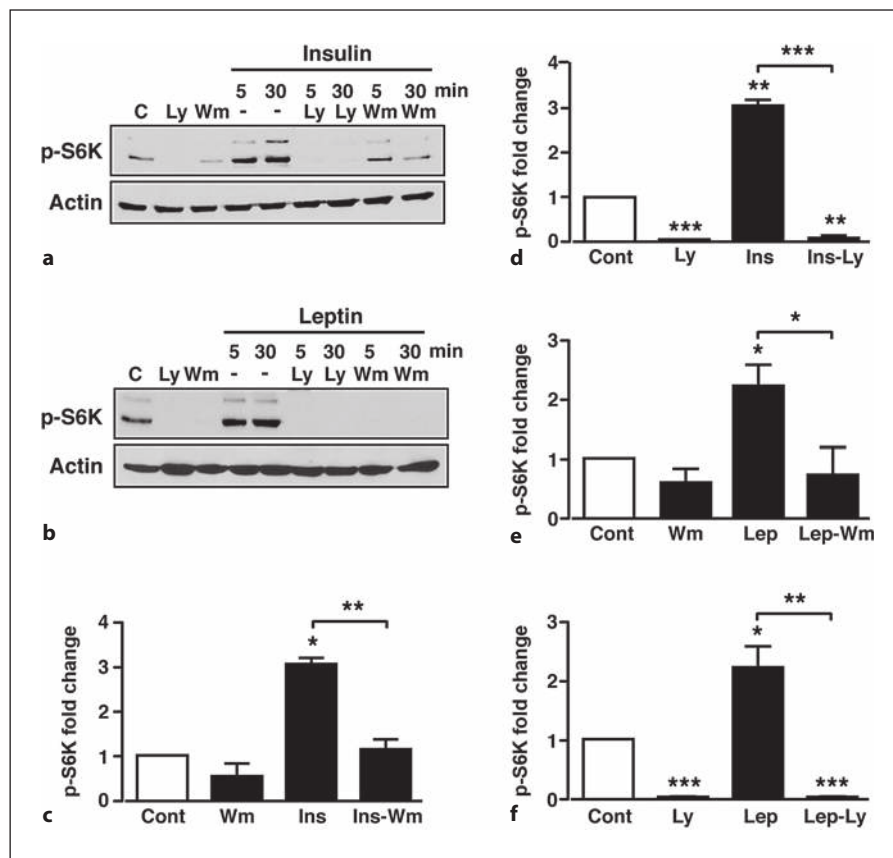 Insulin
5 30 5 30 5 30 min
C Ly Wm - - Ly Ly Wm Wm
p-S6K
Actin
a
Leptin
5 30 5 30 5 30 min
C Ly Wm - - Ly Ly Wm Wm
p-S6K
Actin
b
p-S6K fold change
4
3
2
1
0
*
**
Cont Wm Ins Ins-Wm
c
p-S6K fold change
4
3
2
1
0
***
**
***
**
Cont Ly Ins Ins-Ly
d
p-S6K fold change
3
2
1
0
*
*
Cont Wm Lep Lep-Wm
e
p-S6K fold change
3
2
1
0
**
*
***
***
Cont Ly Lep Lep-Ly
f